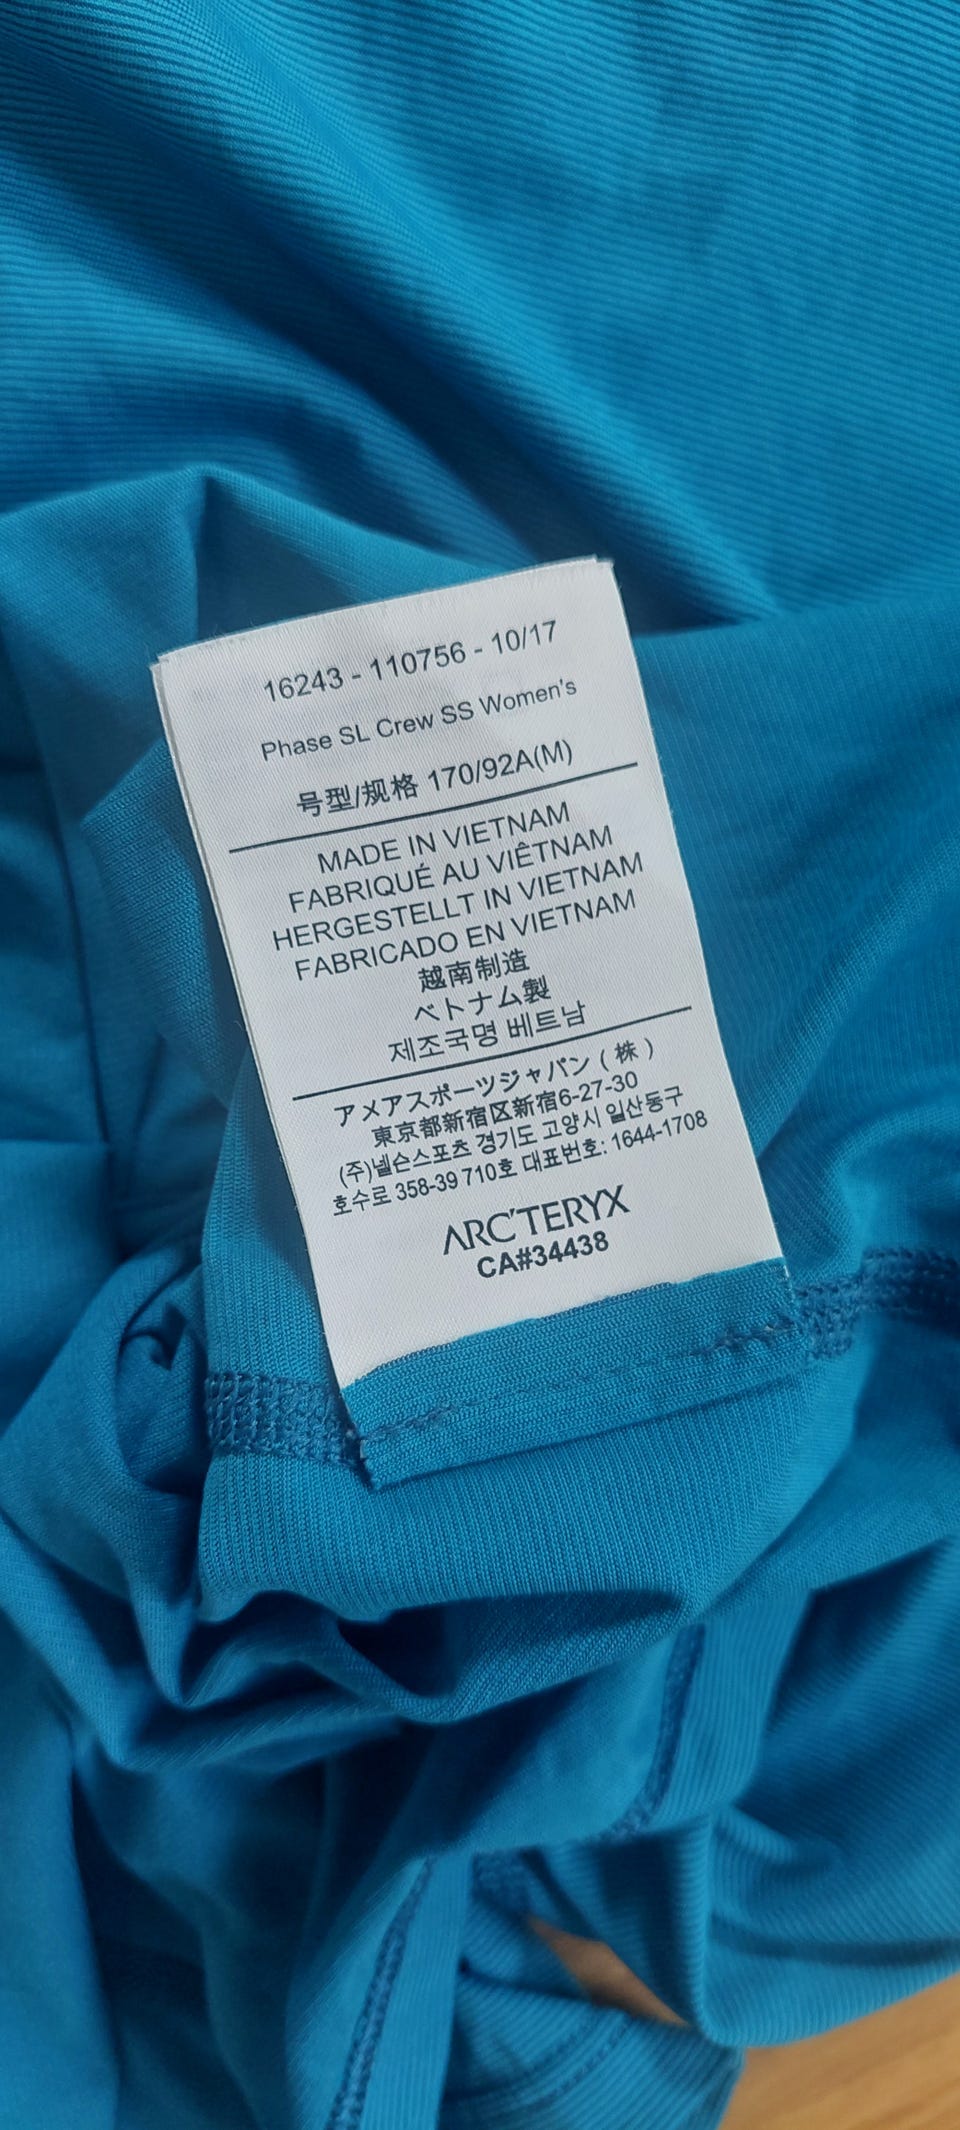 16243 - 110756 - 10/17
Phase SL Crew SS Women's
号型/规格 170/92A(M)
MADE IN VIETNAM
FABRIQUÉ AU VIÊTNAM
HERGESTELLT IN VIETNAM
FABRICADO EN VIETNAM
越南制造
ベトナム製
제조국명 베트남
アメアスポーツジャパン ( 株 )
東京都新宿区新宿6-27-30
(주)넬슨스포츠 경기도 고양시 일산동구
호수로 358-39 710호 대표번호: 1644-1708
ARC'TERYX
CA#34438